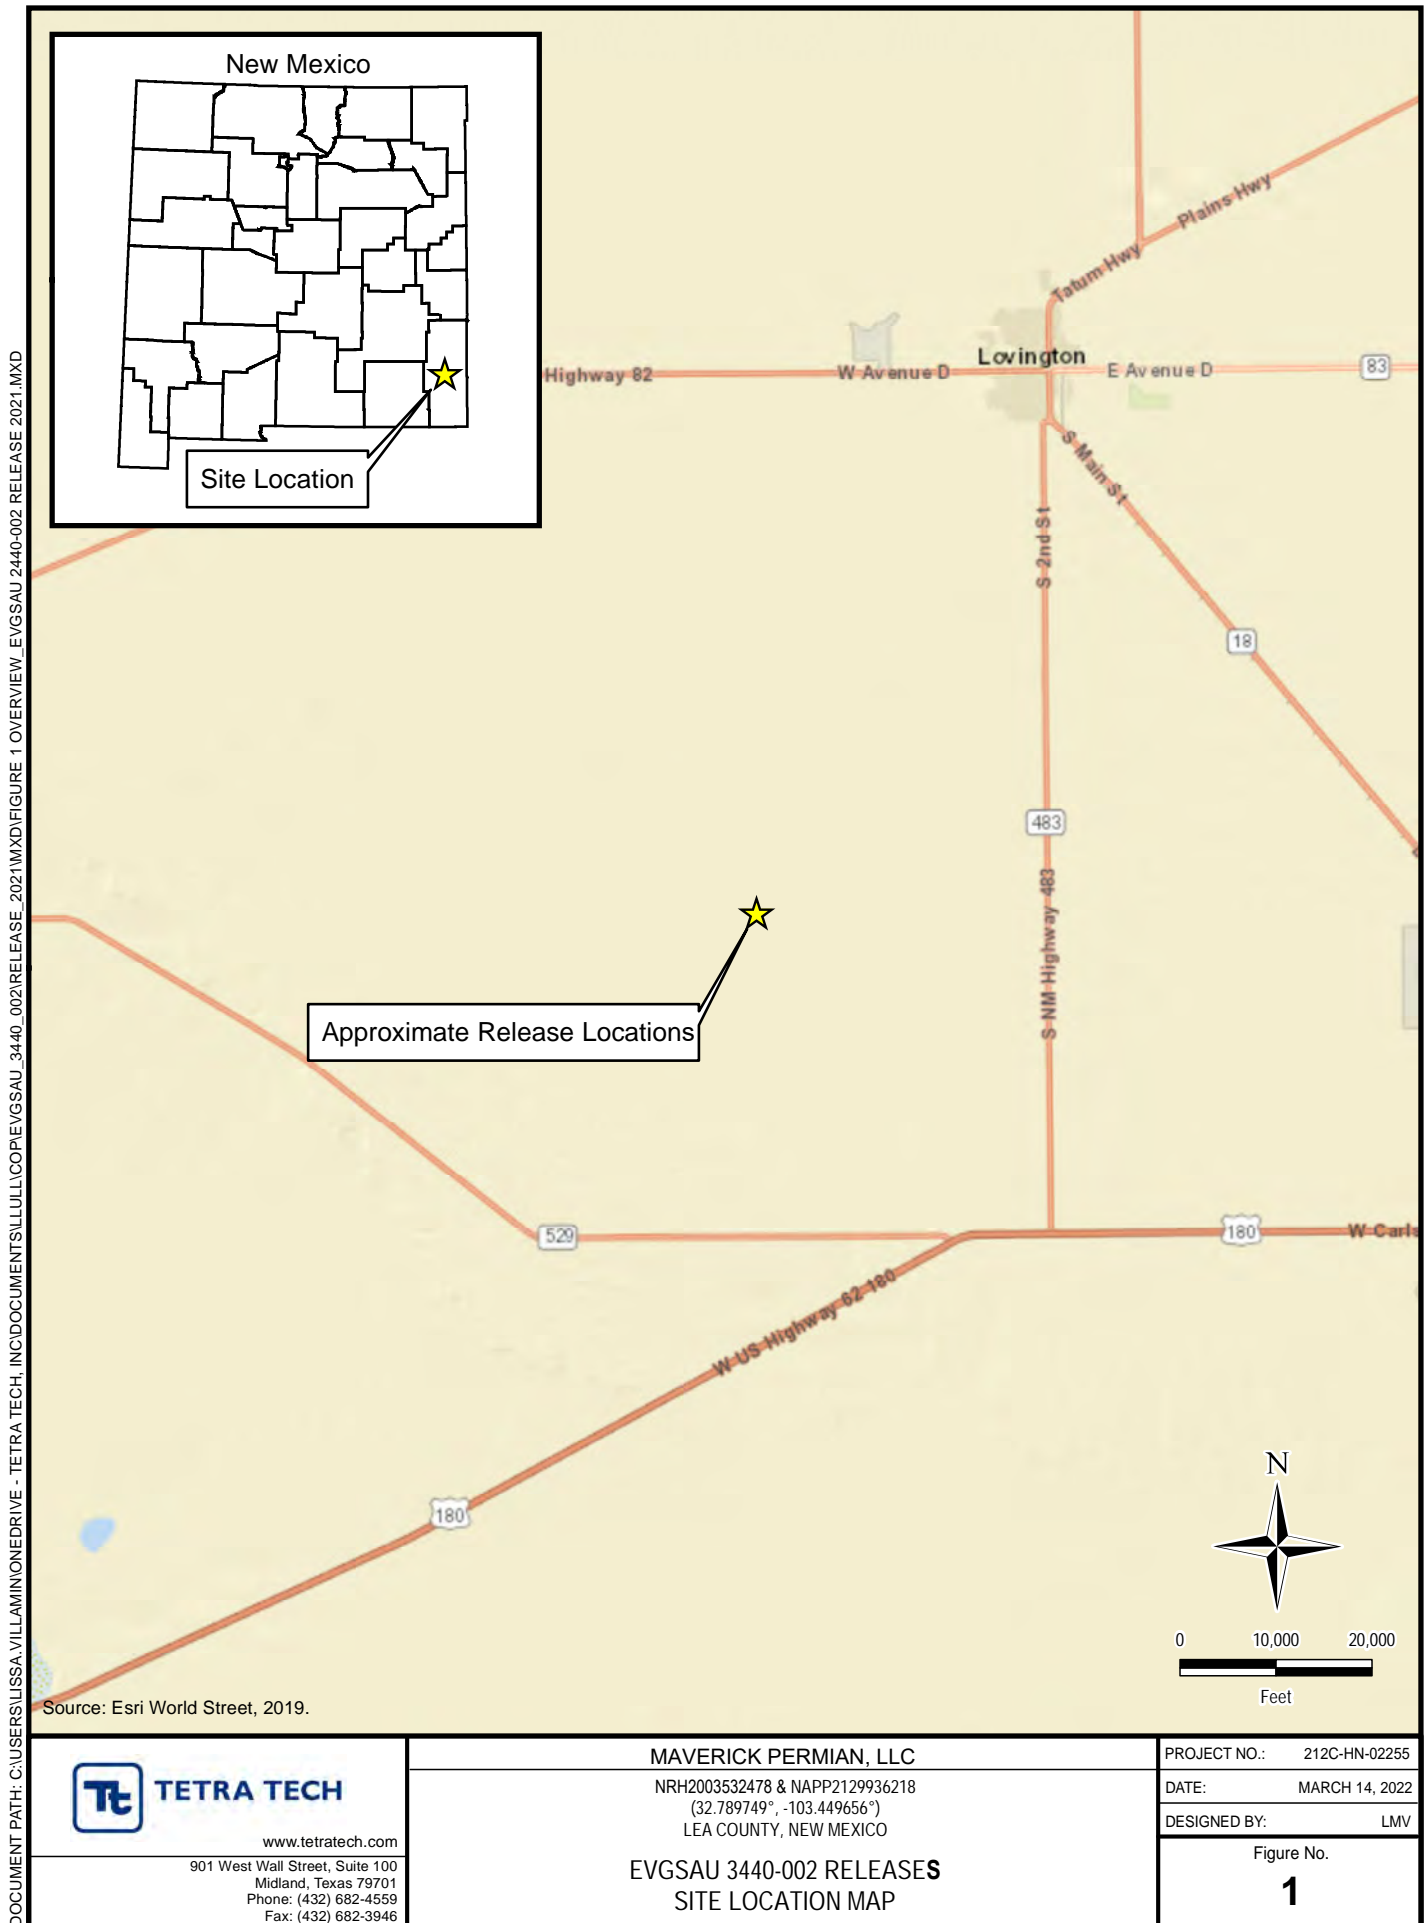 New Mexico
Site Location
Plains Hwy
Tatum Hwy
Lovington
Highway 82
W Avenue D
E Avenue D
83
S Main St
S 2nd St
18
483
S NM Highway 483
Approximate Release Locations
529
180
W Carls
W US Highway 62 180
180
N
0 10,000 20,000
Feet
Source: Esri World Street, 2019.
DOCUMENT PATH: C:\USERS\LISSA.VILLAMIN\ONEDRIVE - TETRA TECH, INC\DOCUMENTS\LLULL\COP\EVGSAU_3440_002\RELEASE_2021\MXD\FIGURE 1 OVERVIEW_EVGSAU 2440-002 RELEASE 2021.MXD
Tt TETRA TECH
www.tetratech.com
901 West Wall Street, Suite 100
Midland, Texas 79701
Phone: (432) 682-4559
Fax: (432) 682-3946
MAVERICK PERMIAN, LLC
NRH2003532478 & NAPP2129936218
(32.789749°, -103.449656°)
LEA COUNTY, NEW MEXICO
EVGSAU 3440-002 RELEASES
SITE LOCATION MAP
PROJECT NO.: 212C-HN-02255
DATE: MARCH 14, 2022
DESIGNED BY: LMV
Figure No.
1